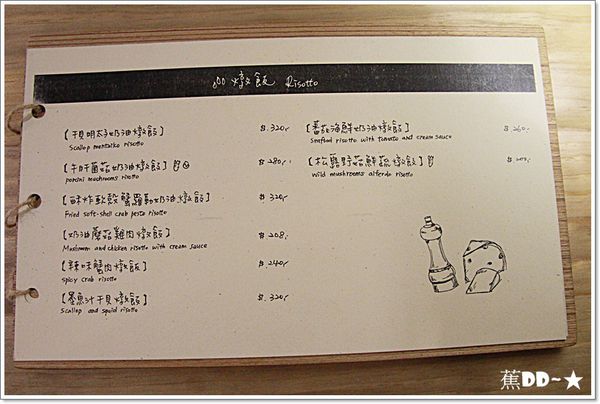 燉飯 Risotto
【干貝明太子奶油燉飯】 $.320,-
Scallop mentaiko risotto
【牛肝菌菇奶油燉飯】 $.280,-
porcini mushrooms risotto
【酥炸軟殼蟹羅勒奶油燉飯】 $.320,-
Fried soft-shell crab pesto risotto
【奶油蘑菇雞肉燉飯】 $.208,-
Mushroom and chicken risotto with cream sauce
【辣味蟹肉燉飯】 $.240,-
spicy crab risotto
【墨魚汁干貝燉飯】 $.320,-
Scallop and squid risotto
【蕃茄海鮮奶油燉飯】 $.260,-
Seafood risotto with tomato and cream sauce
【松露野菇鮮蔬燉飯】
Wild mushrooms alfredo risotto
蕉DD~★